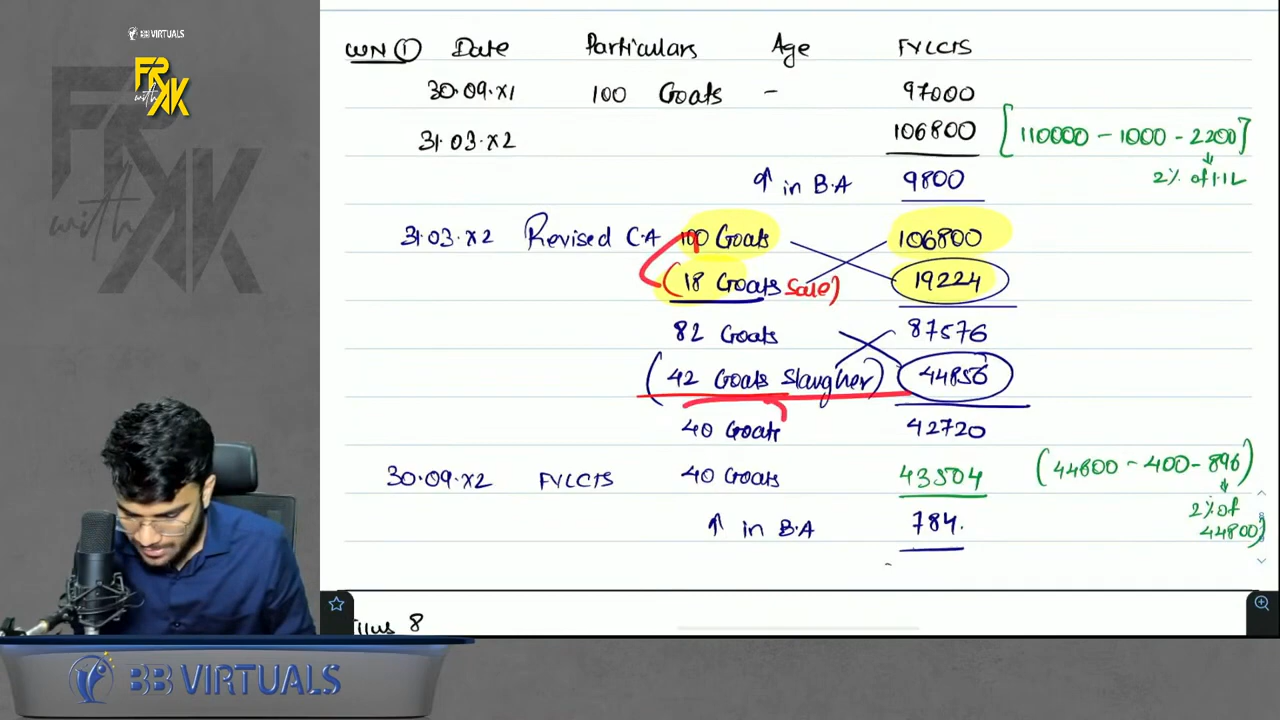 BB VIRTUALS
FR
with AK
WN ① Date Particulars Age FVLCTS
30.09.X1 100 Goats - 97000
31.03.X2 106800 [110000 - 1000 - 2200]
2% of 1.1L
↑ in B.A 9800
31.03.X2 Revised C.A 100 Goats 106800
(18 Goats Sale) 19224
82 Goats 87576
(42 Goats Slaugher) 44856
40 Goats 42720
30.09.X2 FVLCTS 40 Goats 43504 (44800 - 400 - 896)
2% of
44800)
↑ in B.A 784.
Illus 8
BB VIRTUALS